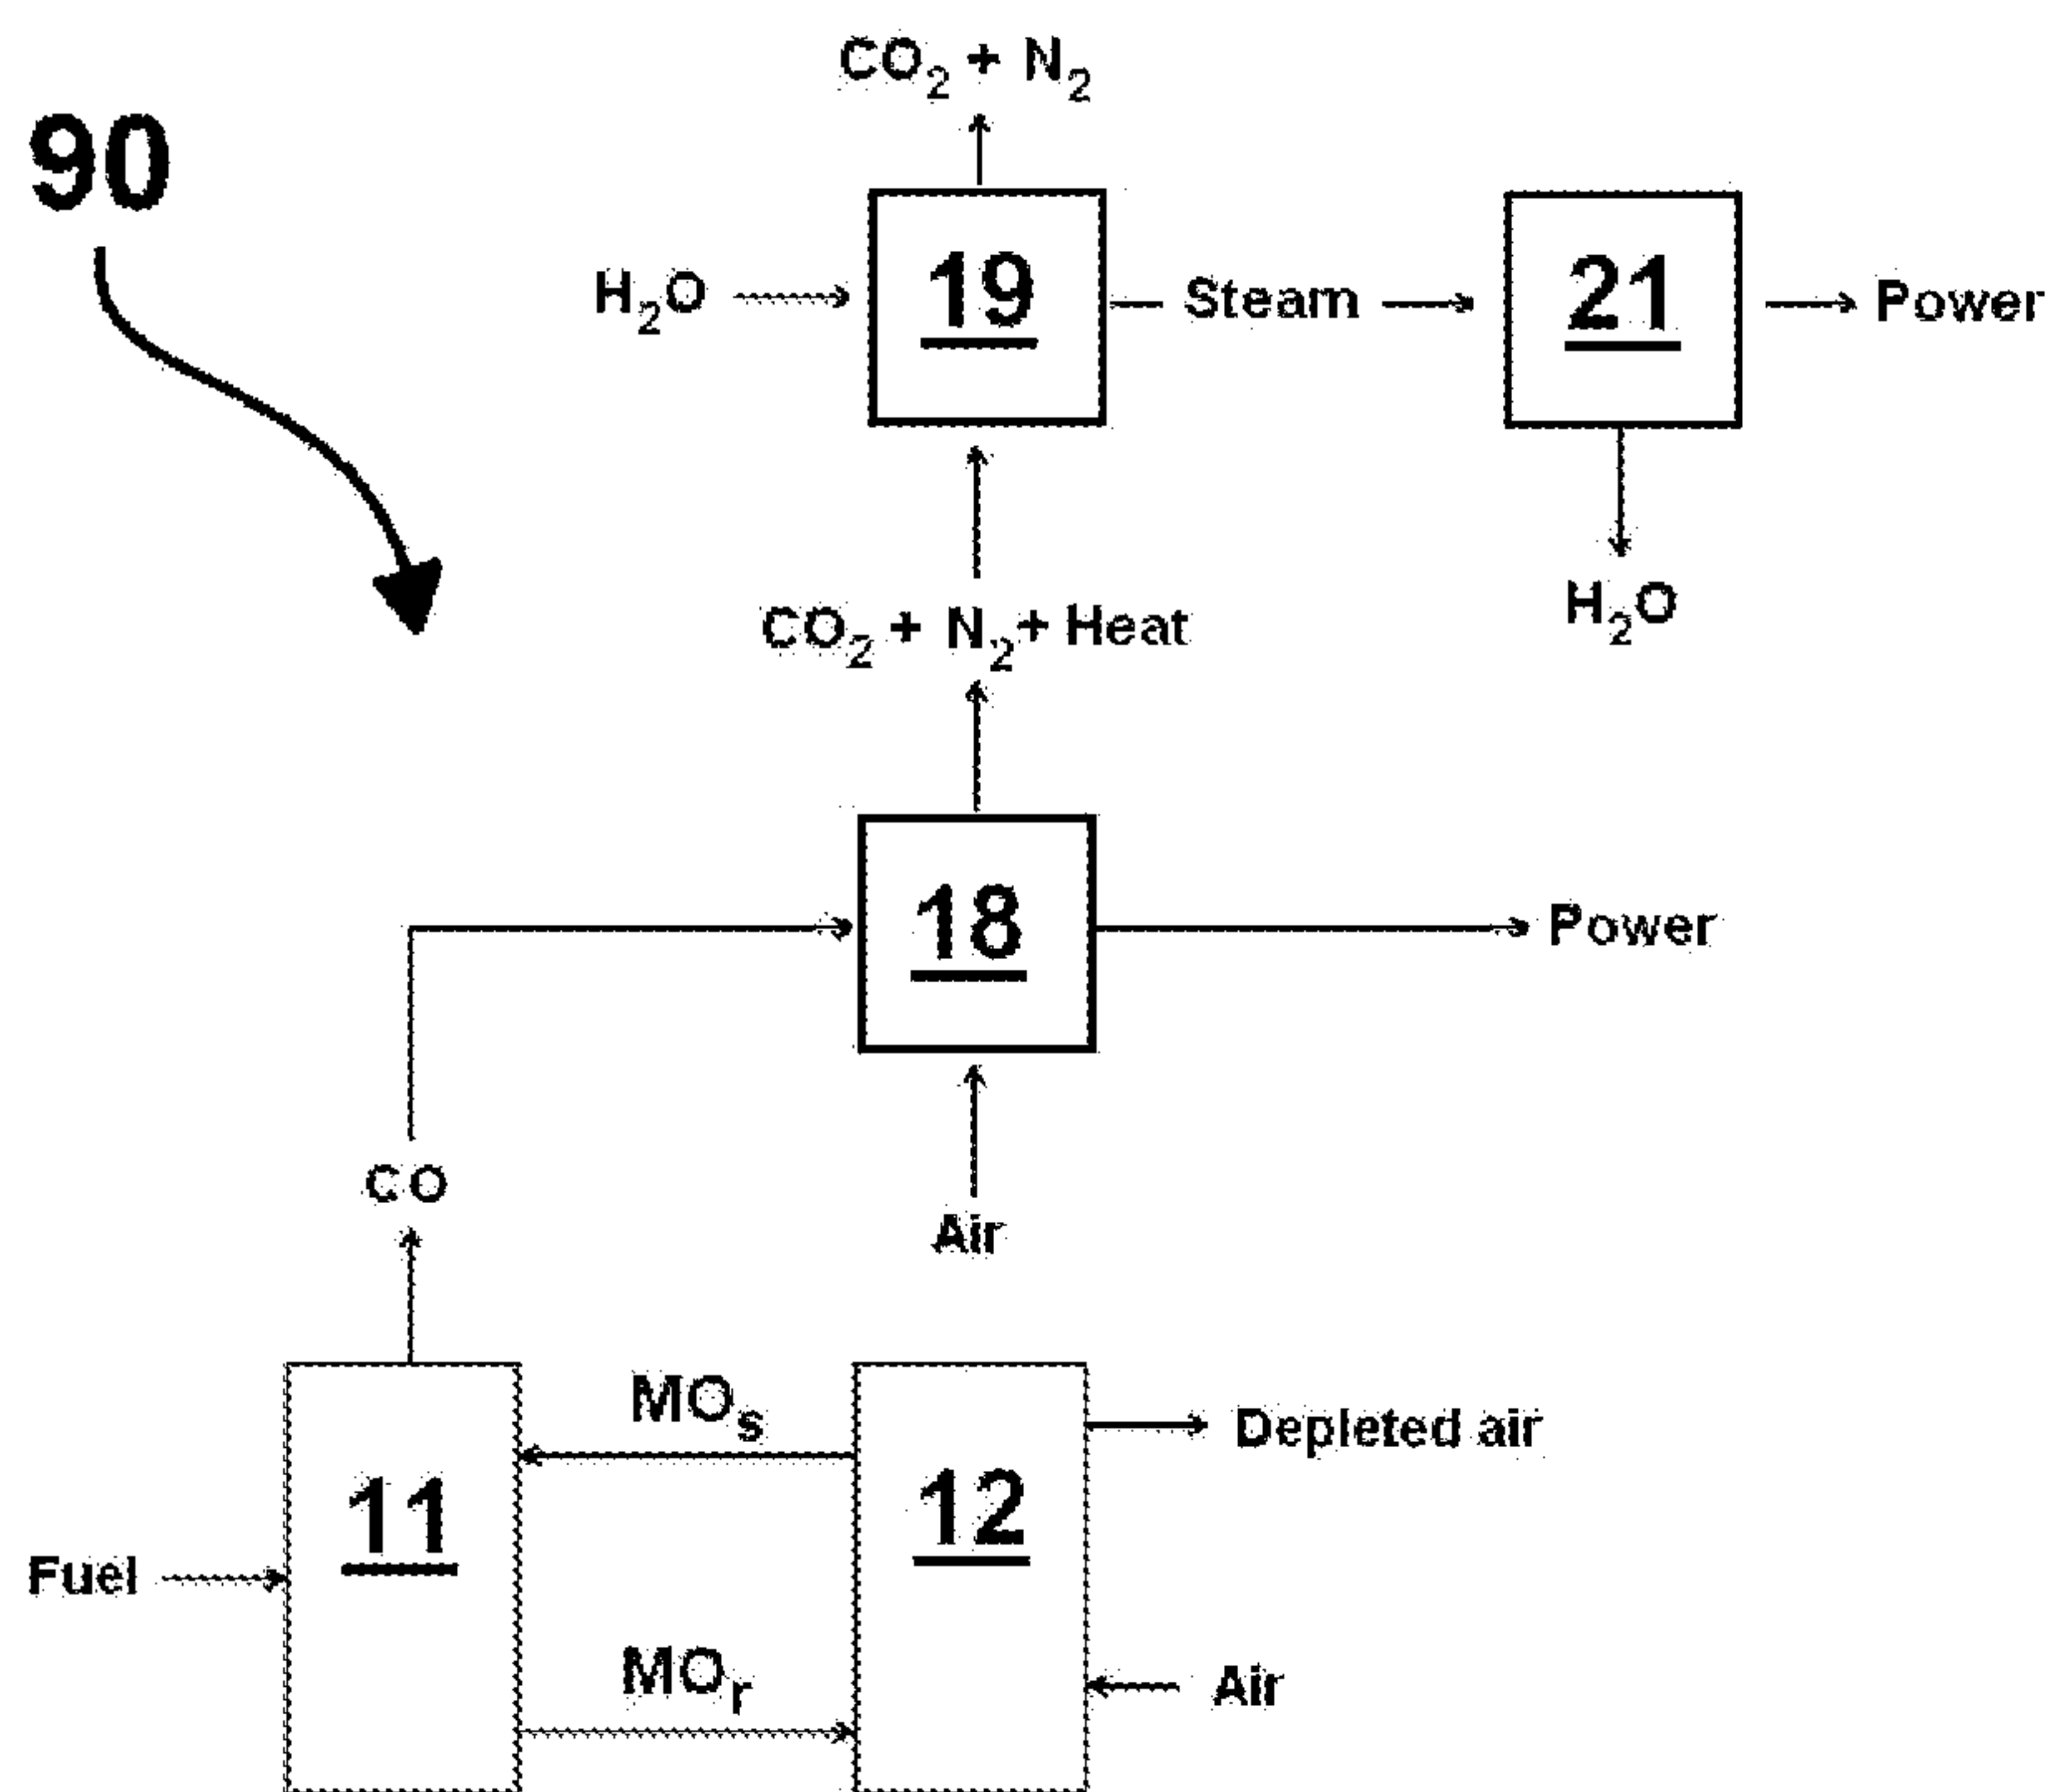 CO₂ + N₂
90
H₂O
19
Steam
21
Power
H₂O
CO₂ + N₂ + Heat
18
Power
CO
Air
MOₛ
Depleted air
11
12
Fuel
MOᵣ
Air